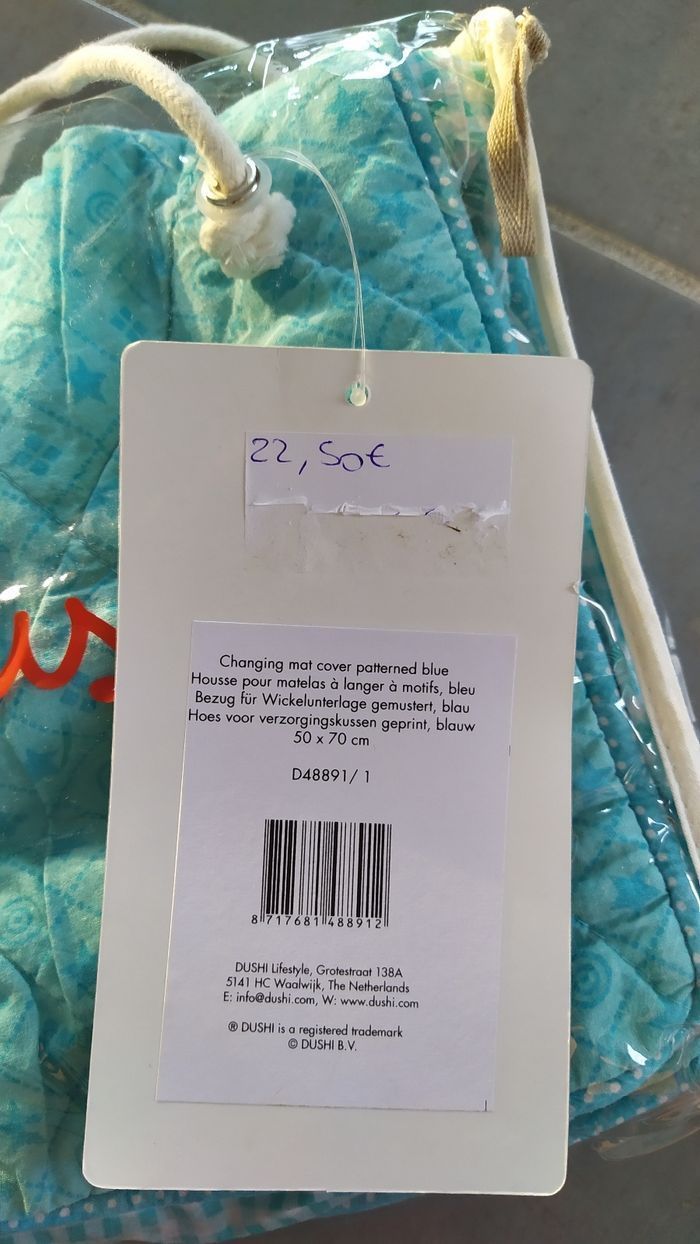 22,50€
Changing mat cover patterned blue
Housse pour matelas à langer à motifs, bleu
Bezug für Wickelunterlage gemustert, blau
Hoes voor verzorgingskussen geprint, blauw
50 x 70 cm
D48891/ 1
8 717681 488912
DUSHI Lifestyle, Grotestraat 138A
5141 HC Waalwijk, The Netherlands
E: info@dushi.com, W: www.dushi.com
® DUSHI is a registered trademark
© DUSHI B.V.